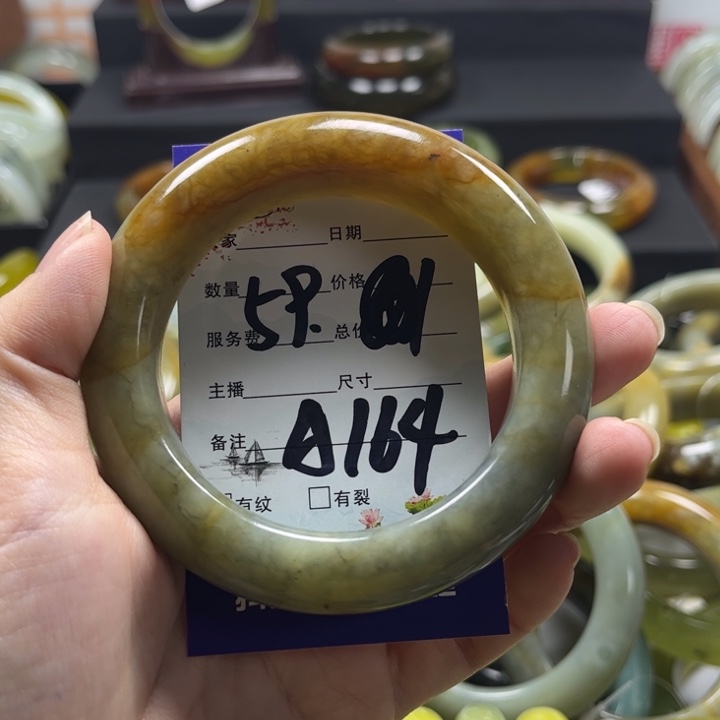 家 日期
数量 价格
59.
服务费 总价
主播 尺寸
备注 A164
有纹 有裂